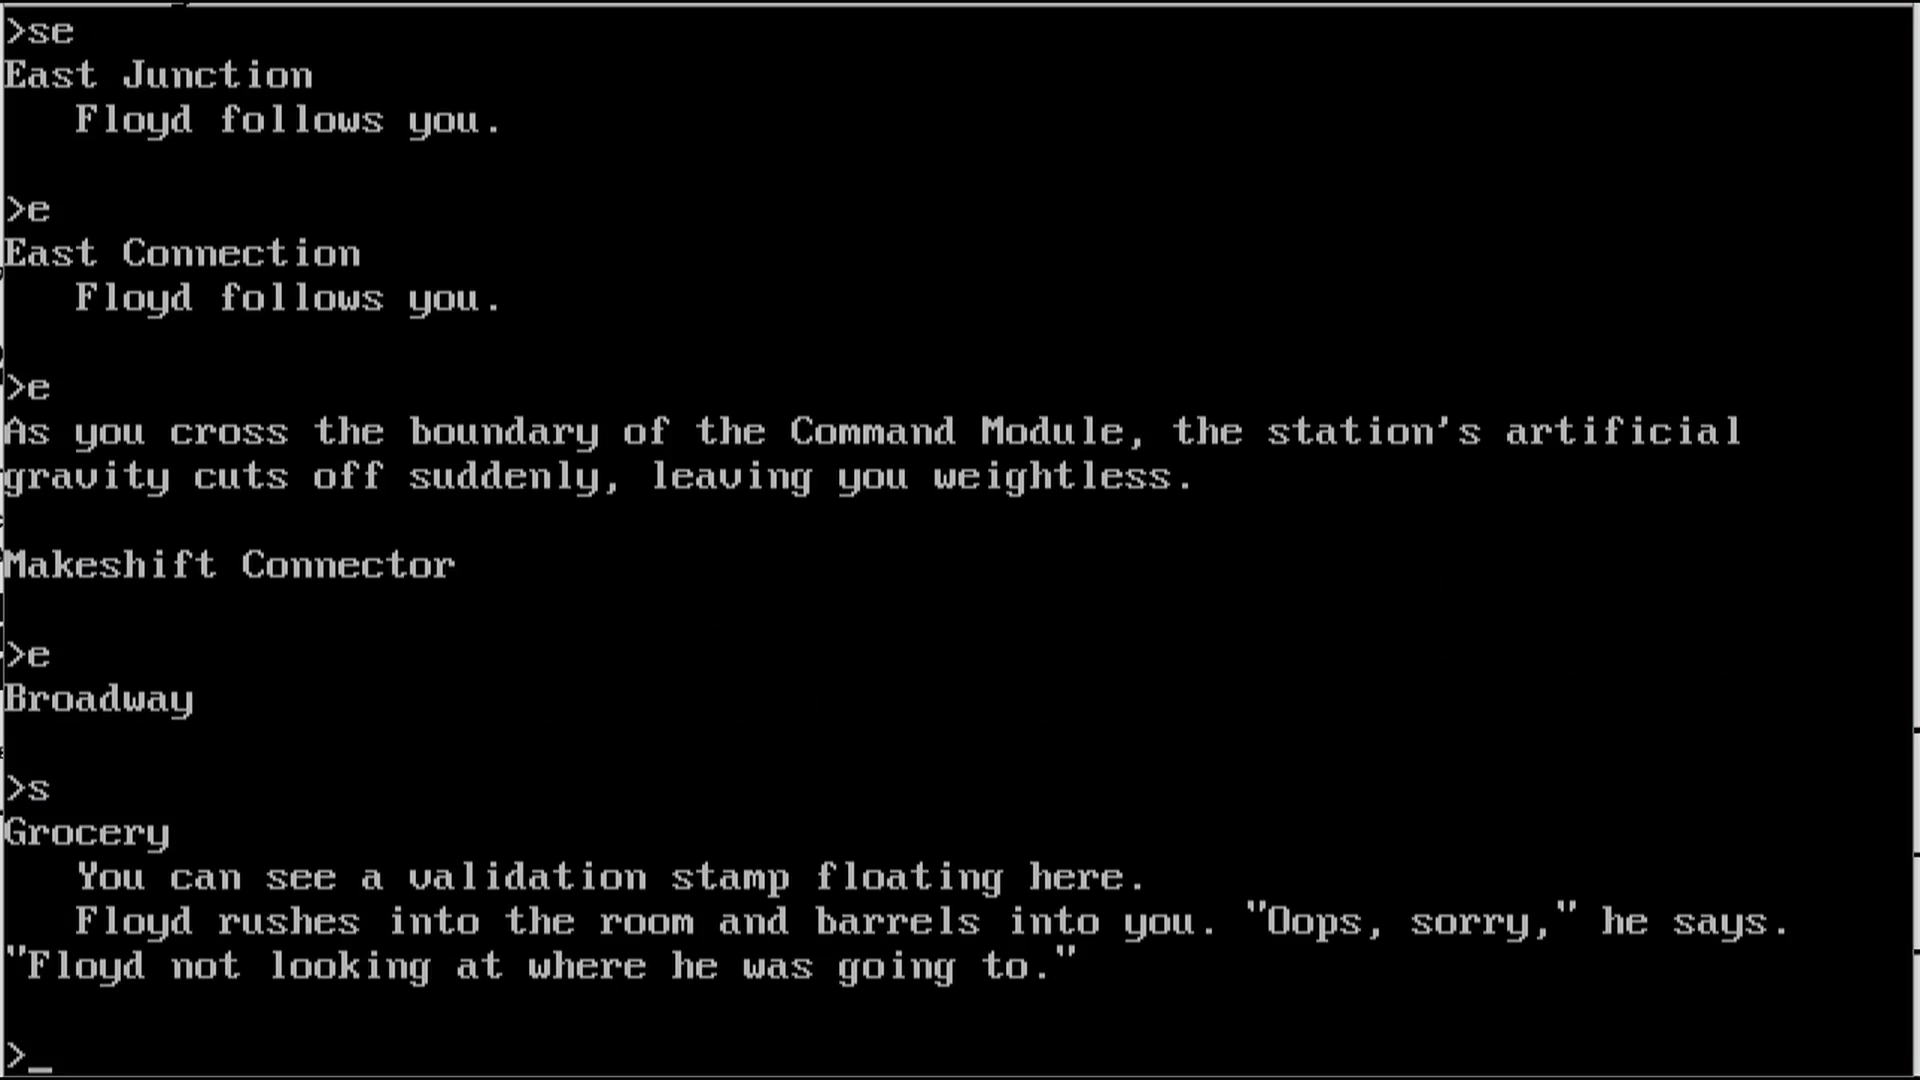 >se
East Junction
Floyd follows you.
>e
East Connection
Floyd follows you.
>e
As you cross the boundary of the Command Module, the station's artificial
gravity cuts off suddenly, leaving you weightless.
Makeshift Connector
>e
Broadway
>s
Grocery
You can see a validation stamp floating here.
Floyd rushes into the room and barrels into you. "Oops, sorry," he says.
"Floyd not looking at where he was going to."
>_